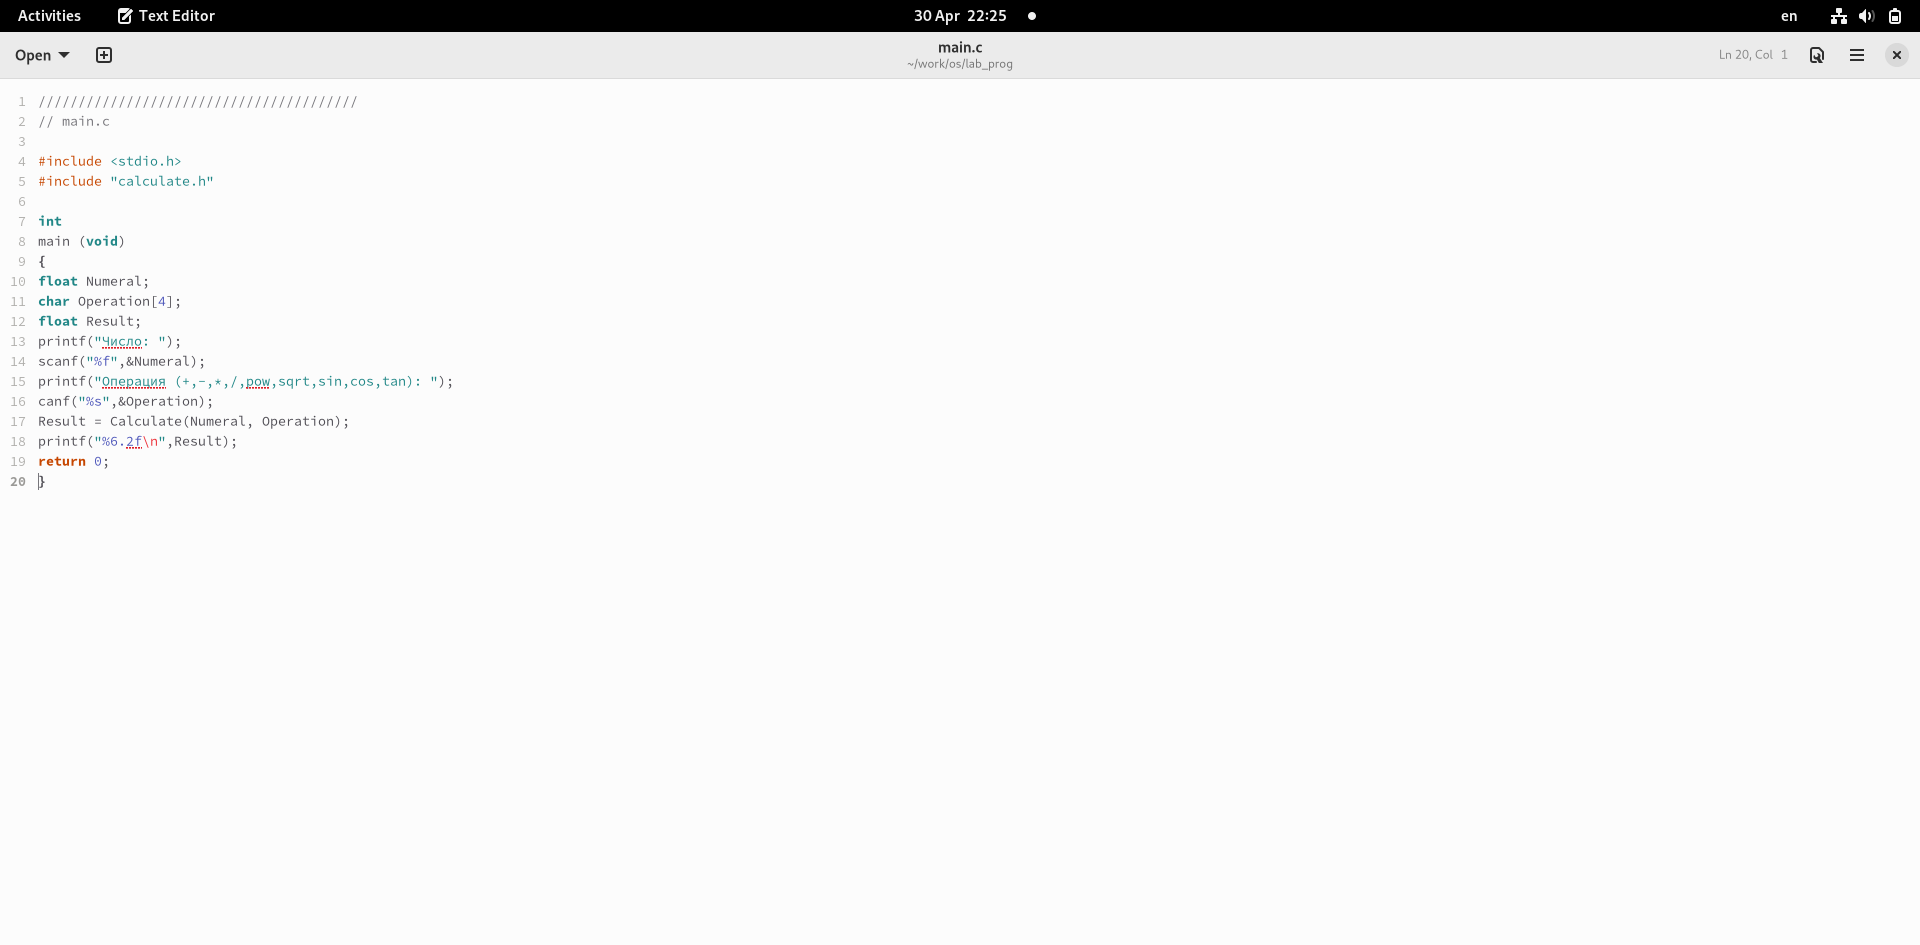 Activities Text Editor 30 Apr 22:25 en
Open main.c Ln 20, Col 1
~/work/os/lab_prog
1 ////////////////////////////////////////
2 // main.c
3
4 #include <stdio.h>
5 #include "calculate.h"
6
7 int
8 main (void)
9 {
10 float Numeral;
11 char Operation[4];
12 float Result;
13 printf("Число: ");
14 scanf("%f",&Numeral);
15 printf("Операция (+,-,*,/,pow,sqrt,sin,cos,tan): ");
16 canf("%s",&Operation);
17 Result = Calculate(Numeral, Operation);
18 printf("%6.2f\n",Result);
19 return 0;
20 }